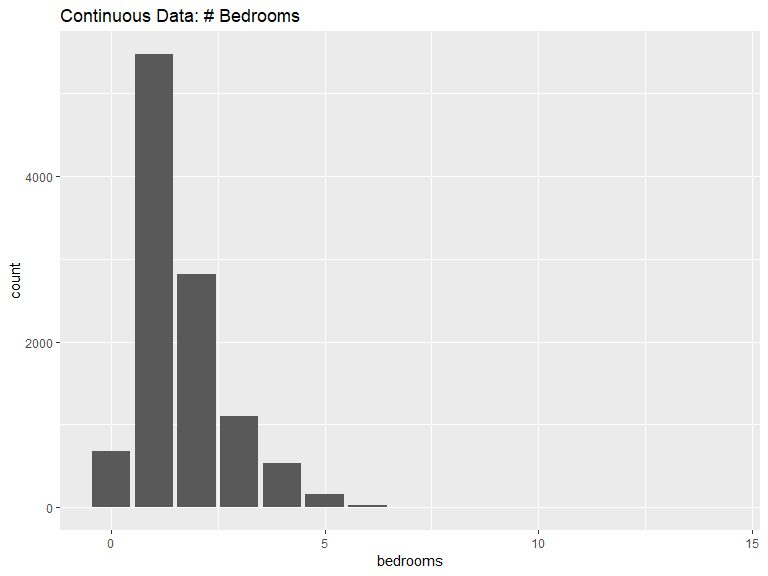 Continuous Data: # Bedrooms
count
4000
2000
0
0 5 10 15
bedrooms